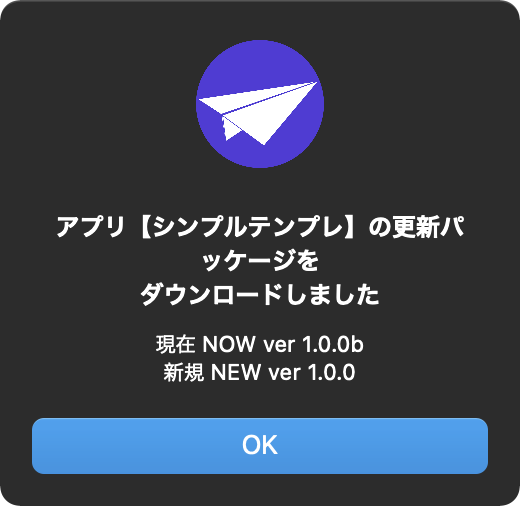 アプリ【シンプルテンプレ】の更新パ
ッケージを
ダウンロードしました
現在 NOW ver 1.0.0b
新規 NEW ver 1.0.0
OK